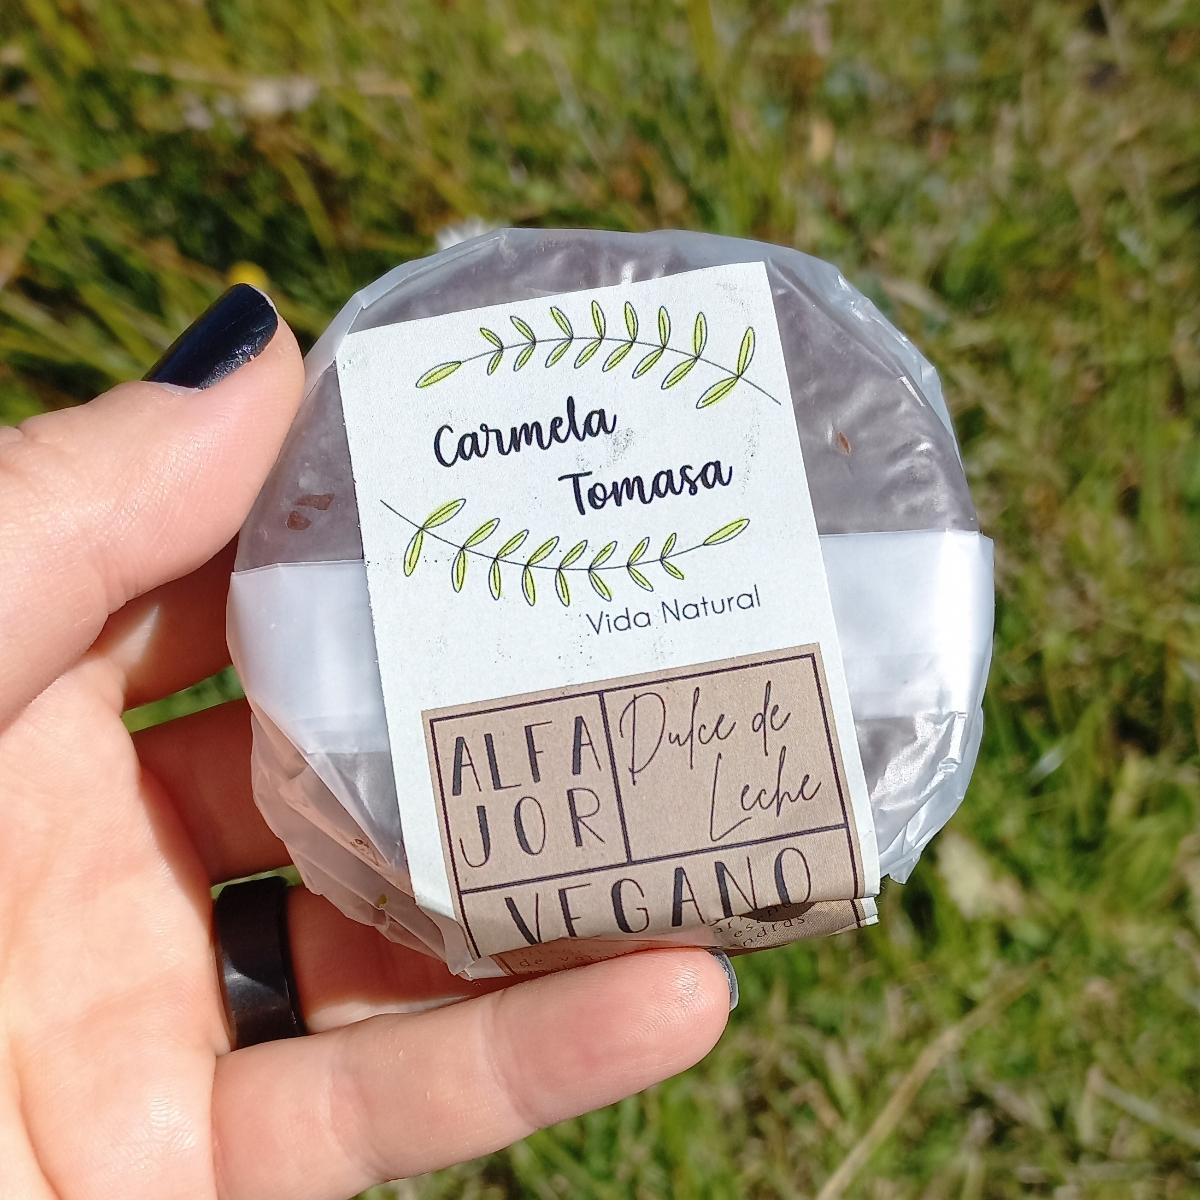 Carmela
Tomasa
Vida Natural
ALFA
JOR
Dulce de
Leche
VEGANO